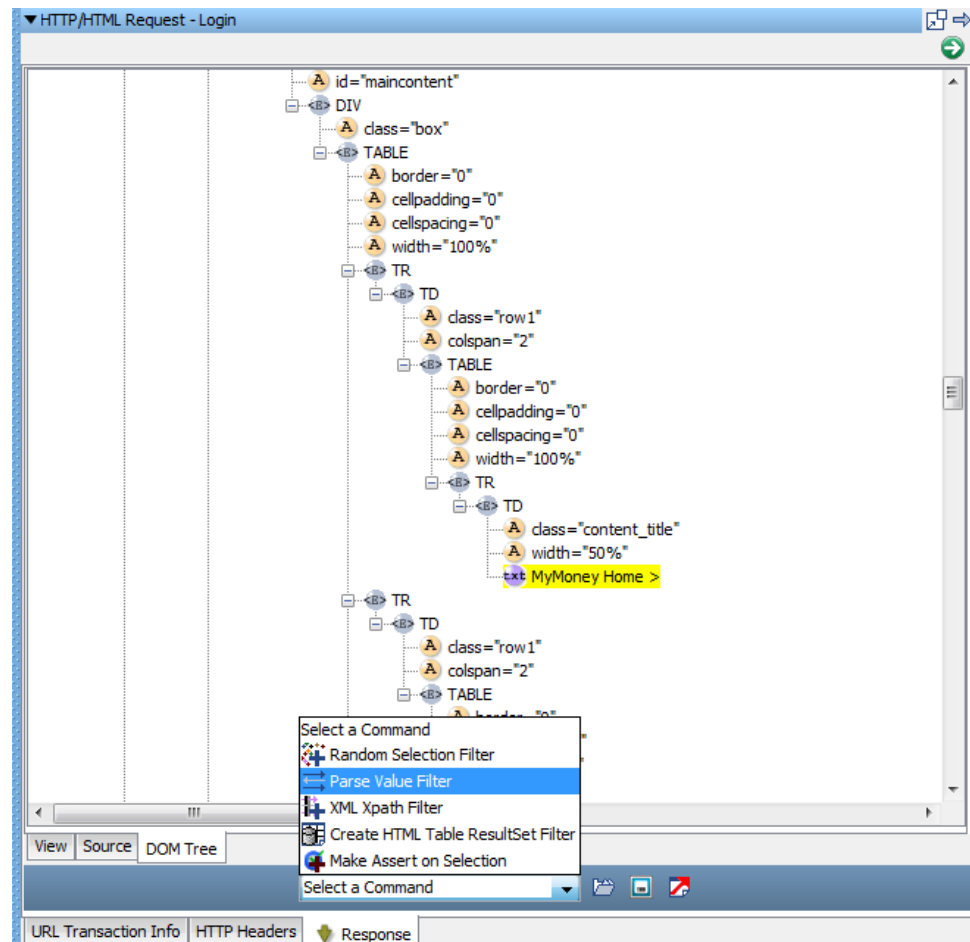 HTTP/HTML Request - Login
A id="maincontent"
<E> DIV
A class="box"
<E> TABLE
A border="0"
A cellpadding="0"
A cellspacing="0"
A width="100%"
<E> TR
<E> TD
A class="row1"
A colspan="2"
<E> TABLE
A border="0"
A cellpadding="0"
A cellspacing="0"
A width="100%"
<E> TR
<E> TD
A class="content_title"
A width="50%"
txt MyMoney Home >
<E> TR
<E> TD
A class="row1"
A colspan="2"
<E> TABLE
Select a Command
Random Selection Filter
Parse Value Filter
XML Xpath Filter
Create HTML Table ResultSet Filter
Make Assert on Selection
View Source DOM Tree
Select a Command
URL Transaction Info HTTP Headers Response